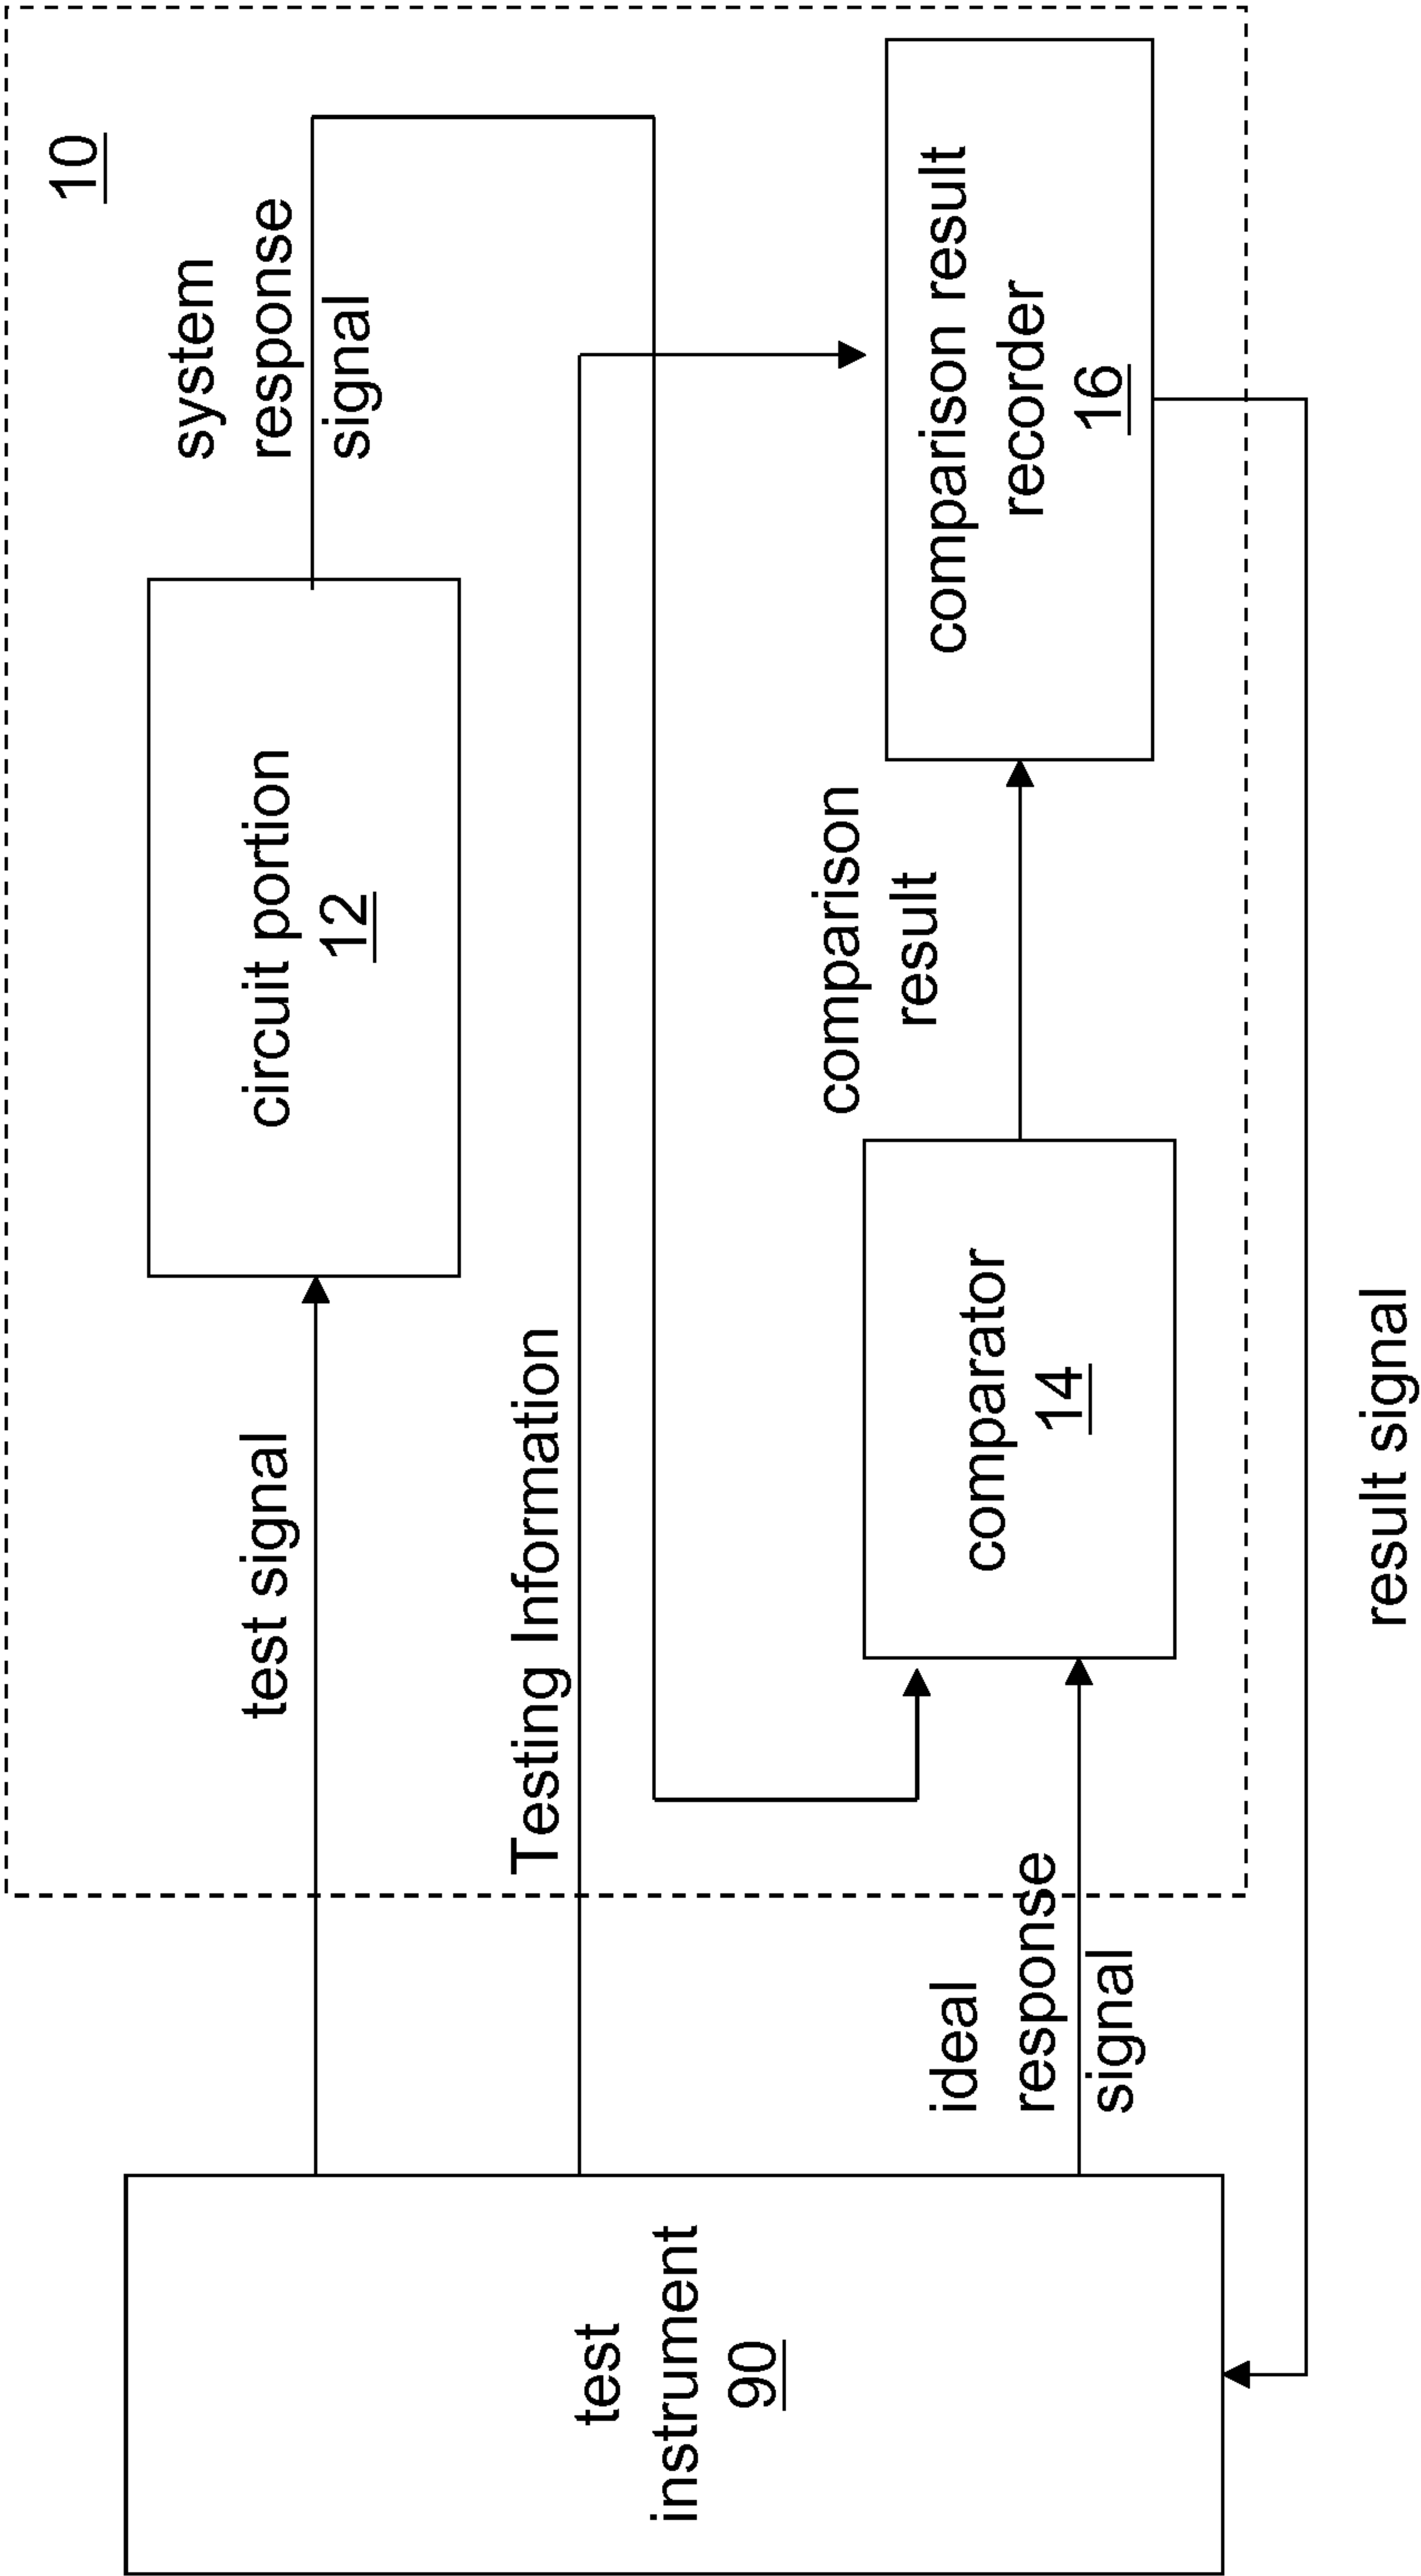 10
system
response
signal
circuit portion
12
test signal
Testing Information
comparison result
recorder
16
comparison
result
comparator
14
ideal
response
signal
test
instrument
90
result signal